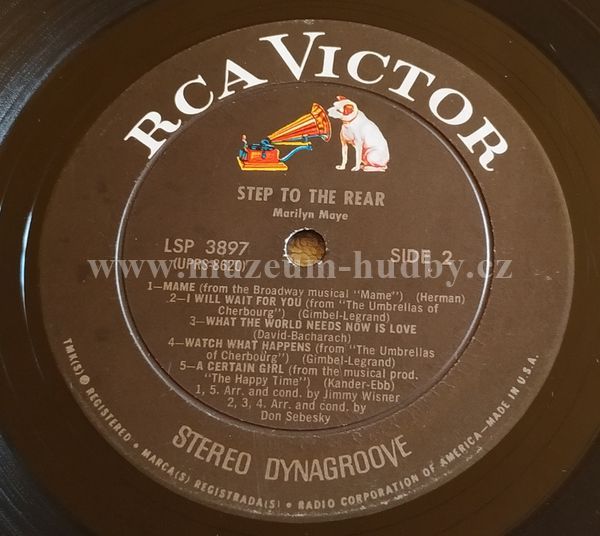 RCA VICTOR
STEP TO THE REAR
Marilyn Maye
LSP 3897
(UPRS-8620)
SIDE 2
www.muzeum-hudby.cz
1—MAME (from the Broadway musical "Mame") (Herman)
2—I WILL WAIT FOR YOU (from "The Umbrellas of
Cherbourg") (Gimbel-Legrand)
3—WHAT THE WORLD NEEDS NOW IS LOVE
(David-Bacharach)
4—WATCH WHAT HAPPENS (from "The Umbrellas
of Cherbourg") (Gimbel-Legrand)
5—A CERTAIN GIRL (from the musical prod.
"The Happy Time") (Kander-Ebb)
1, 5. Arr. and cond. by Jimmy Wisner
2, 3, 4. Arr. and cond. by
Don Sebesky
STEREO DYNAGROOVE
TMK(S) ® REGISTERED • MARCA(S) REGISTRADA(S) • RADIO CORPORATION OF AMERICA—MADE IN U.S.A.